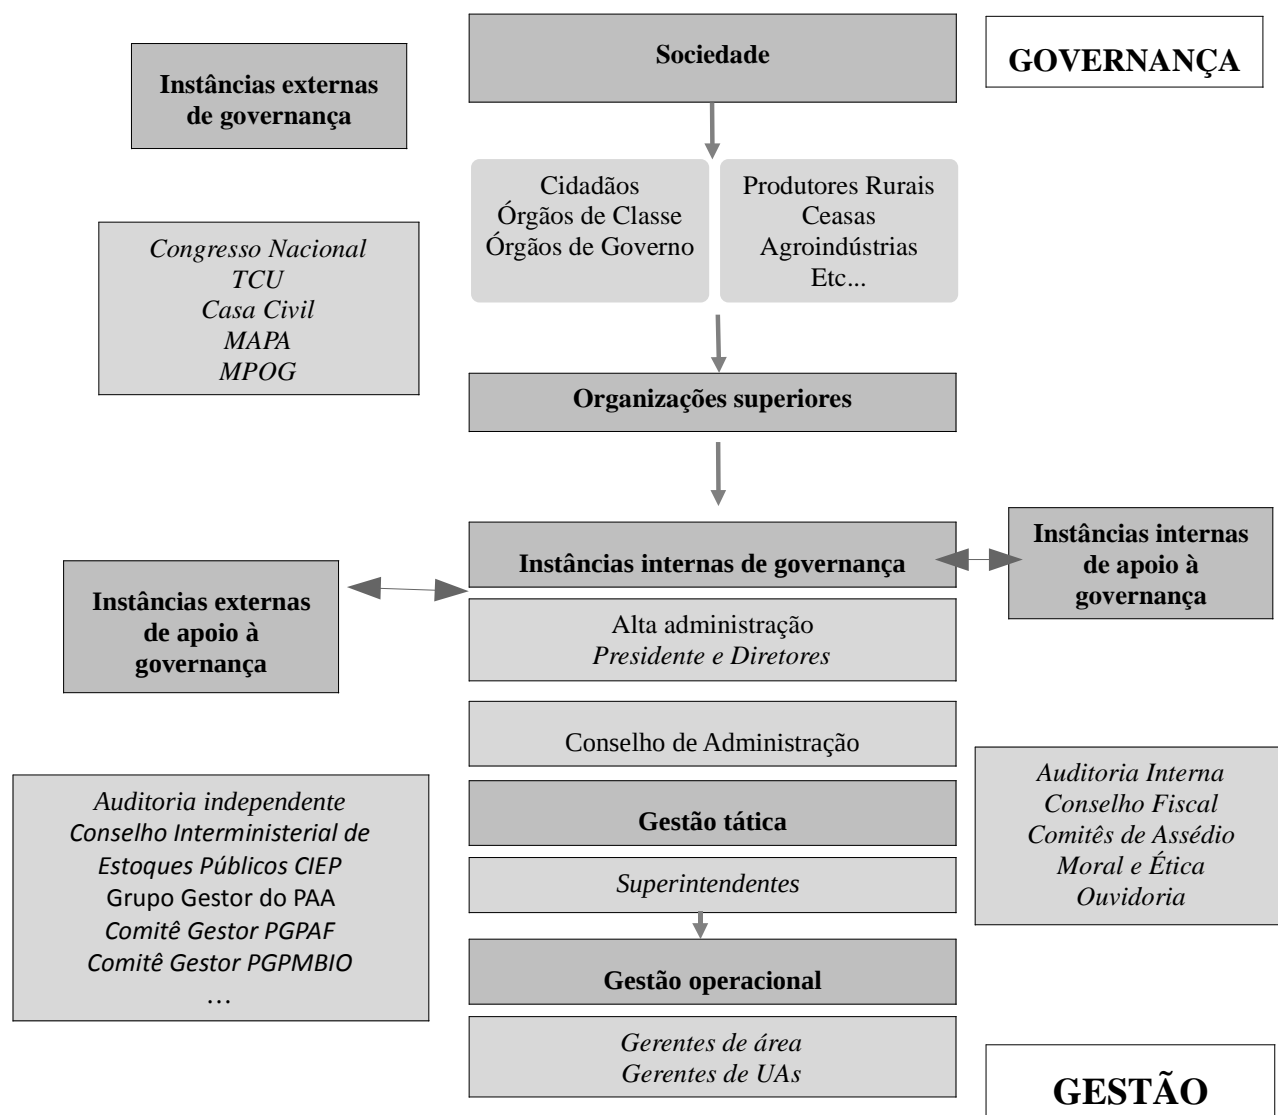 Sociedade
GOVERNANÇA
Instâncias externas
de governança
Cidadãos
Órgãos de Classe
Órgãos de Governo
Produtores Rurais
Ceasas
Agroindústrias
Etc...
Congresso Nacional
TCU
Casa Civil
MAPA
MPOG
Organizações superiores
Instâncias internas de governança
Instâncias internas
de apoio à
governança
Instâncias externas
de apoio à
governança
Alta administração
Presidente e Diretores
Conselho de Administração
Auditoria independente
Conselho Interministerial de
Estoques Públicos CIEP
Grupo Gestor do PAA
Comitê Gestor PGPAF
Comitê Gestor PGPMBIO
…
Gestão tática
Superintendentes
Auditoria Interna
Conselho Fiscal
Comitês de Assédio
Moral e Ética
Ouvidoria
Gestão operacional
Gerentes de área
Gerentes de UAs
GESTÃO